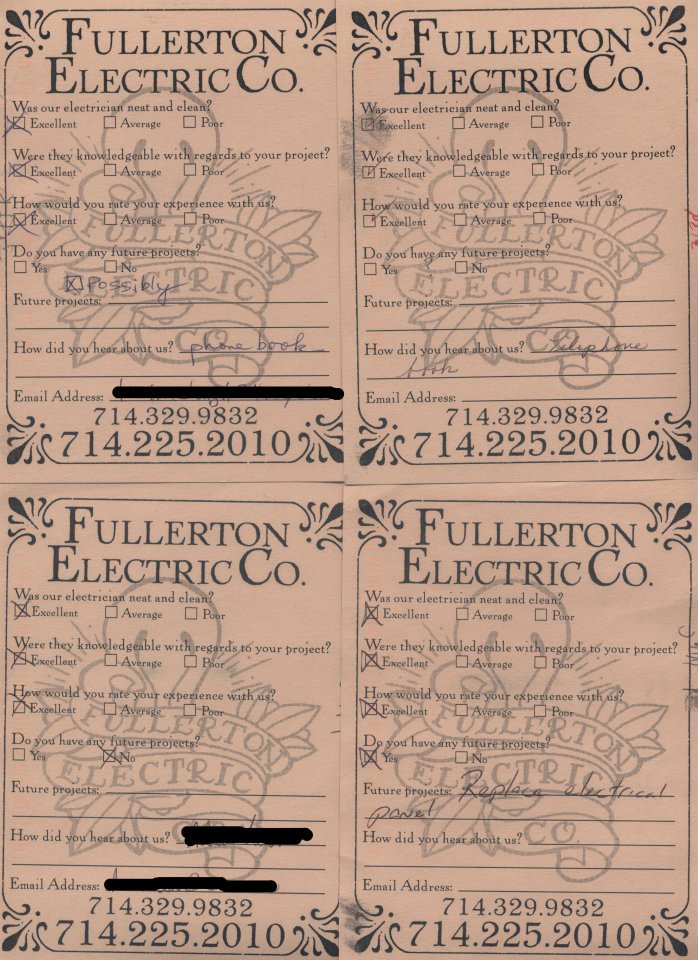 FULLERTON
ELECTRIC CO.
Was our electrician neat and clean?
Excellent Average Poor
Were they knowledgeable with regards to your project?
Excellent Average Poor
How would you rate your experience with us?
Excellent Average Poor
Do you have any future projects?
Yes No
Possibly
Future projects:
How did you hear about us? phone book
Email Address:
714.329.9832
714.225.2010
FULLERTON
ELECTRIC
CO.
FULLERTON
ELECTRIC CO.
Was our electrician neat and clean?
Excellent Average Poor
Were they knowledgeable with regards to your project?
Excellent Average Poor
How would you rate your experience with us?
Excellent Average Poor
Do you have any future projects?
Yes No
Future projects:
How did you hear about us? Teliphone
book
Email Address:
714.329.9832
714.225.2010
FULLERTON
ELECTRIC
CO.
FULLERTON
ELECTRIC CO.
Was our electrician neat and clean?
Excellent Average Poor
Were they knowledgeable with regards to your project?
Excellent Average Poor
How would you rate your experience with us?
Excellent Average Poor
Do you have any future projects?
Yes No
Future projects:
How did you hear about us?
Email Address:
714.329.9832
714.225.2010
FULLERTON
ELECTRIC
FULLERTON
ELECTRIC CO.
Was our electrician neat and clean?
Excellent Average Poor
Were they knowledgeable with regards to your project?
Excellent Average Poor
How would you rate your experience with us?
Excellent Average Poor
Do you have any future projects?
Yes No
Future projects: Replace electrical
panel
How did you hear about us?
Email Address:
714.329.9832
714.225.2010
FULLERTON
ELECTRIC
CO.